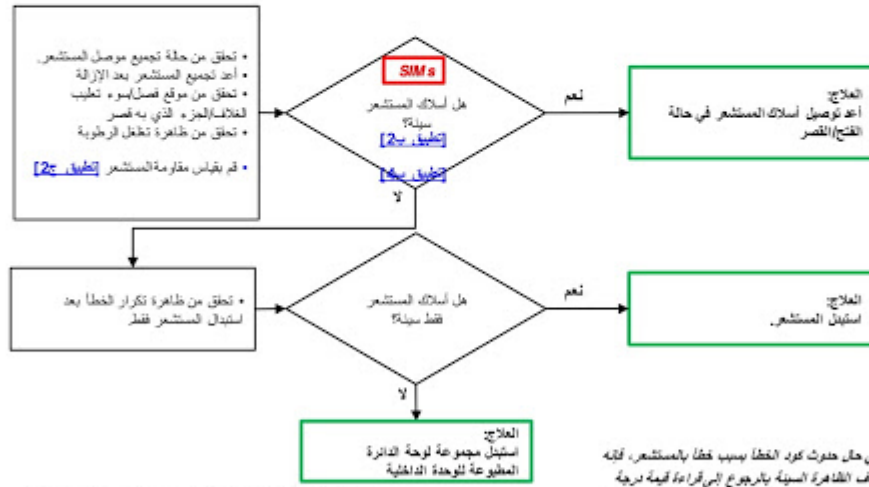 • تحقق من حالة تجميع موصل المستشعر.
• أعد تجميع المستشعر بعد الإزالة
• تحقق من موقع فصل/سوء تعليب
الغلاف/الجزء الذي به قصر
• تحقق من ظاهرة تغلغل الرطوبة
• قم بقياس مقاومة المستشعر [تطبيق ج2]
SIMs
هل أسلاك المستشعر
سيئة؟
[تطبيق ب2]
[تطبيق ب4]
نعم
العلاج:
أعد توصيل أسلاك المستشعر في حالة
الفتح/القصر
لا
• تحقق من ظاهرة تكرار الخطأ بعد
استبدال المستشعر فقط
هل أسلاك المستشعر
فقط سيئة؟
نعم
العلاج:
استبدل المستشعر.
لا
العلاج:
استبدل مجموعة لوحة الدائرة
المطبوعة للوحدة الداخلية
حال حدوث كود الخطأ بسبب خطأ بالمستشعر، فإنه
الظاهرة السيئة بالرجوع إلى قراءة قيمة درجة